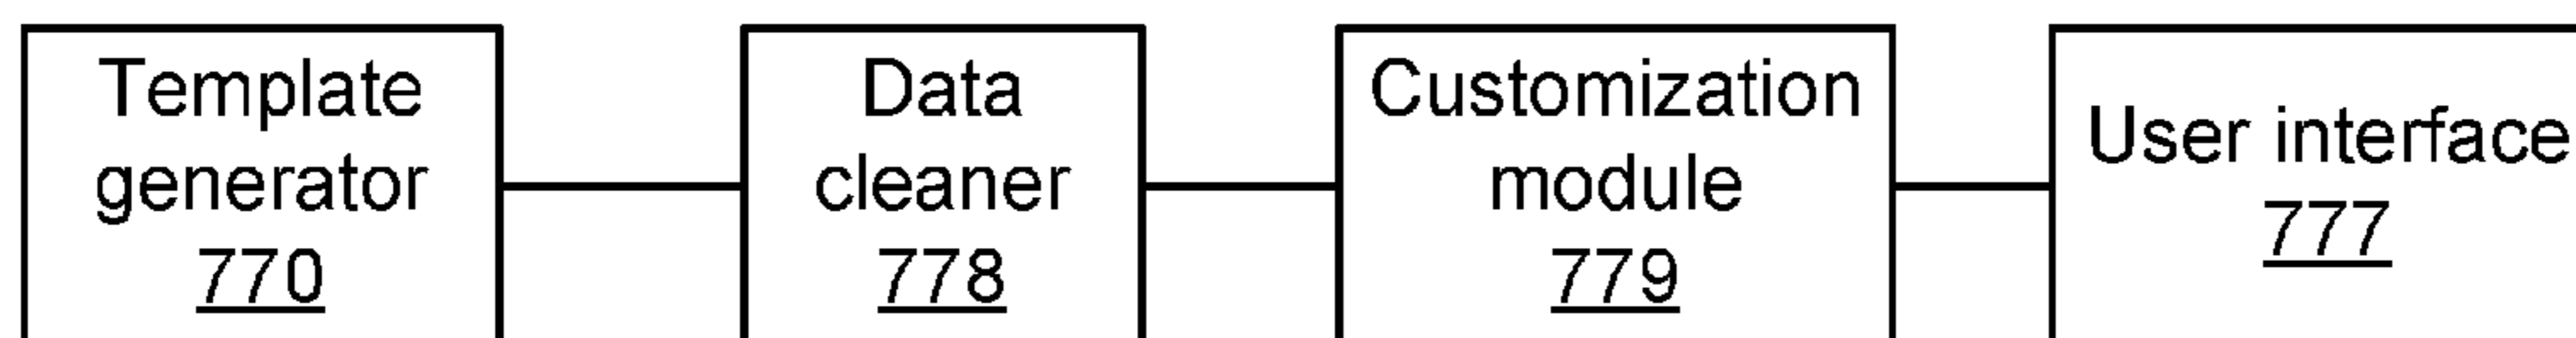 Template
generator
770
Data
cleaner
778
Customization
module
779
User interface
777